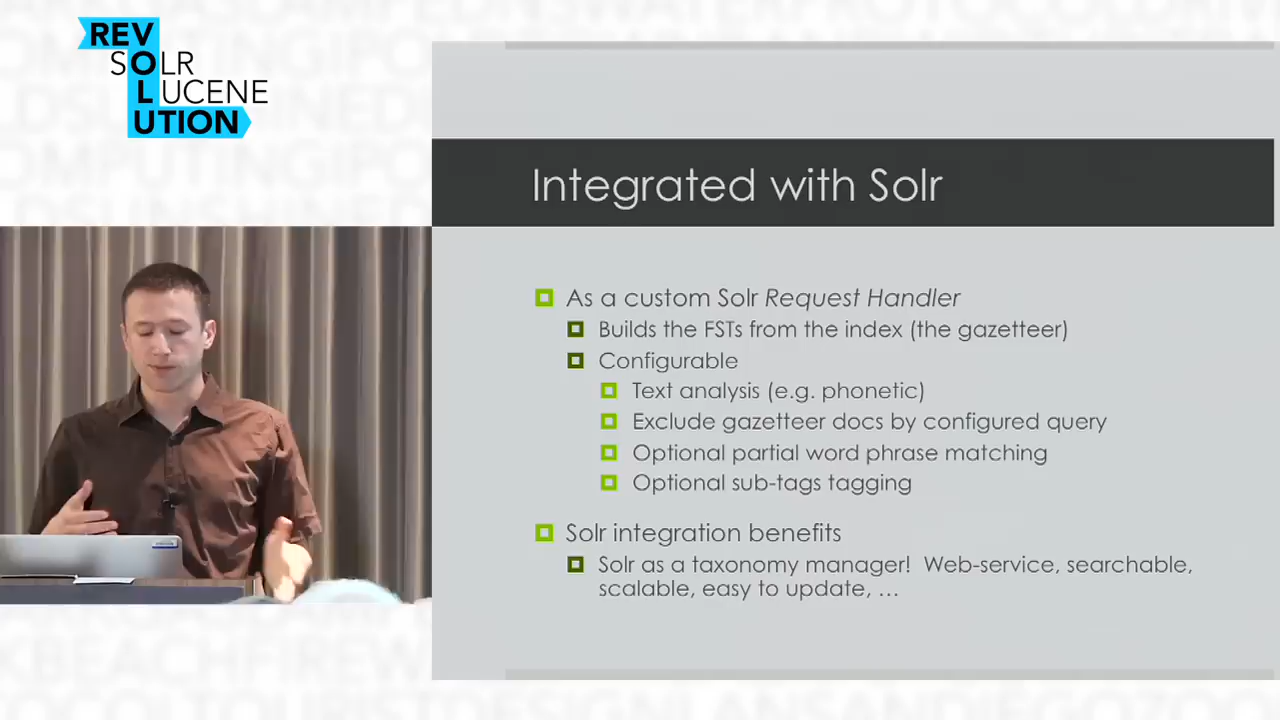 REV
SOLR
LUCENE
UTION
Integrated with Solr
As a custom Solr Request Handler
Builds the FSTs from the index (the gazetteer)
Configurable
Text analysis (e.g. phonetic)
Exclude gazetteer docs by configured query
Optional partial word phrase matching
Optional sub-tags tagging
Solr integration benefits
Solr as a taxonomy manager!  Web-service, searchable,
scalable, easy to update, …